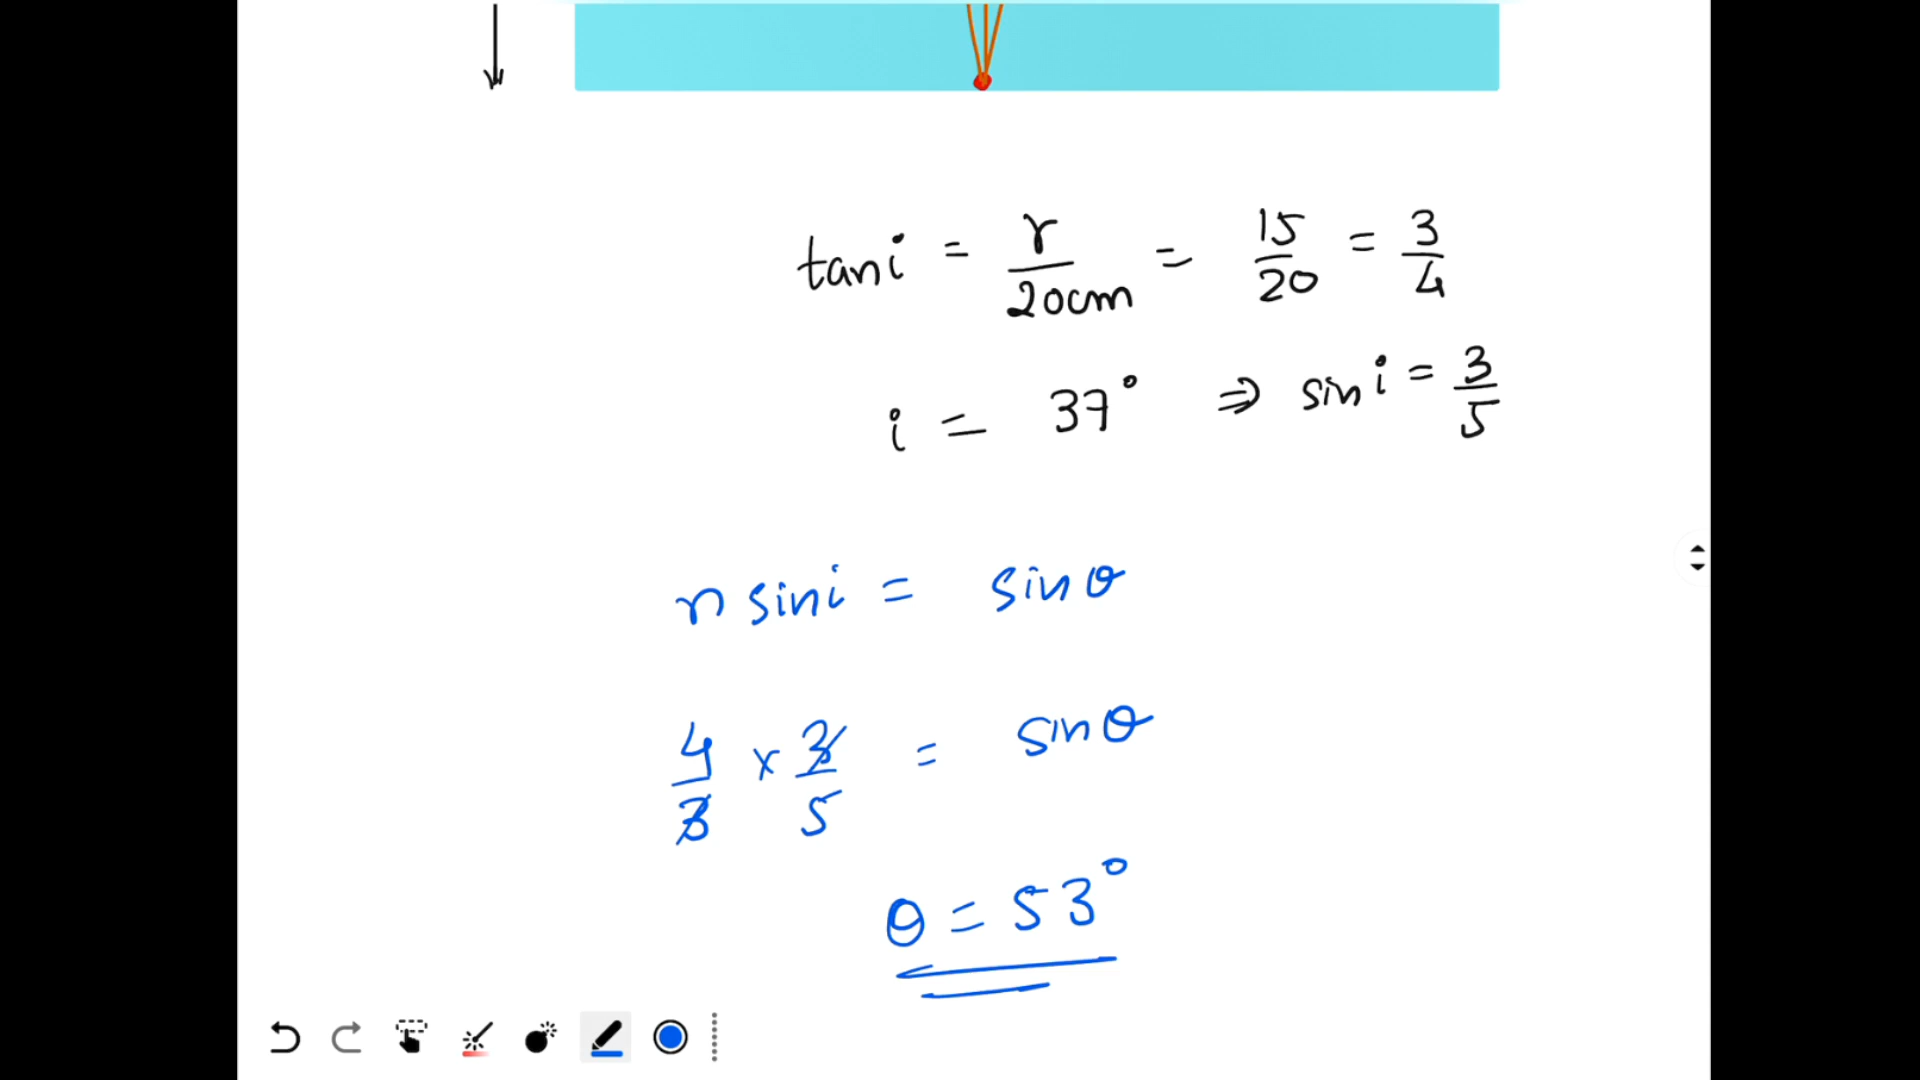 tan i = r/20cm = 15/20 = 3/4
i = 37° ⇒ sin i = 3/5
n sin i = sin θ
4/3 × 3/5 = sin θ
θ = 53°